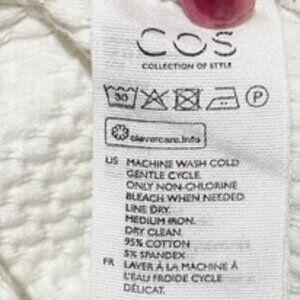 COS
COLLECTION OF STYLE
30 P
clevercare.info
US MACHINE WASH COLD
GENTLE CYCLE.
ONLY NON-CHLORINE
BLEACH WHEN NEEDED.
LINE DRY.
MEDIUM IRON.
DRY CLEAN.
95% COTTON
5% SPANDEX
FR LAVER À LA MACHINE À
L'EAU FROIDE CYCLE
DÉLICAT.